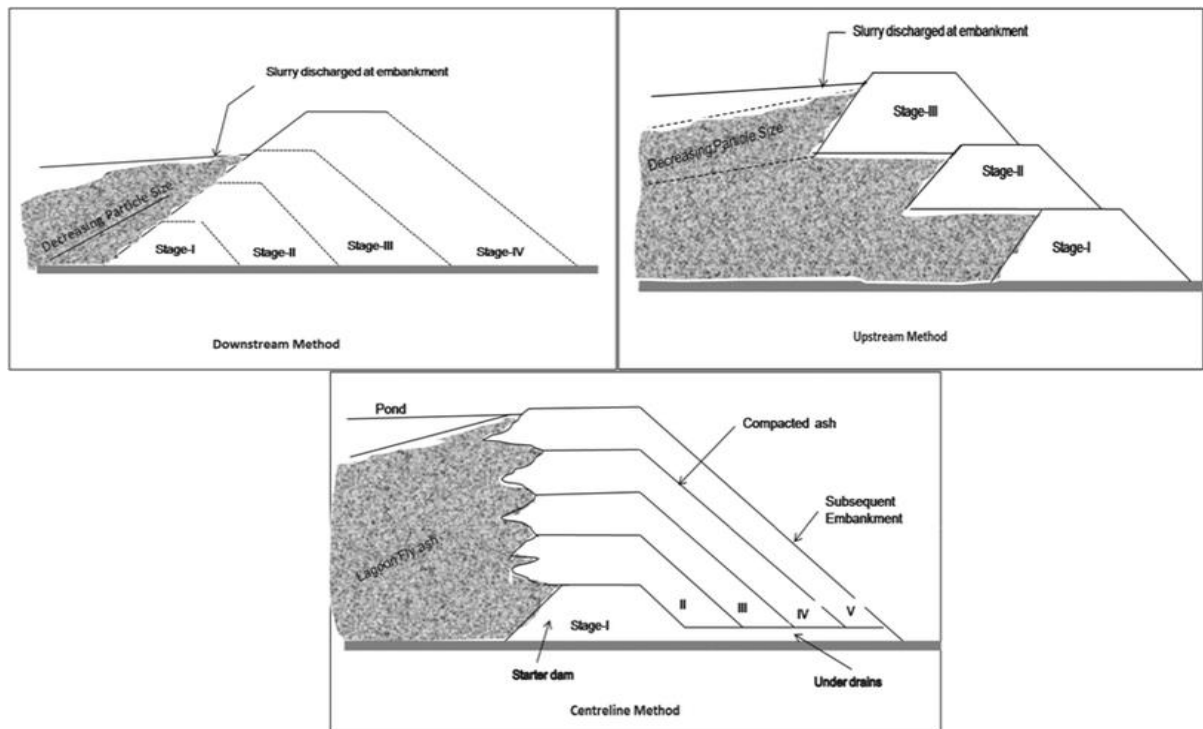 Slurry discharged at embankment
Decreasing Particle Size
Stage-I
Stage-II
Stage-III
Stage-IV
Downstream Method
Slurry discharged at embankment
Stage-III
Decreasing Particle Size
Stage-II
Stage-I
Upstream Method
Pond
Compacted ash
Subsequent
Embankment
Lagoon Fly ash
II
III
IV
V
Stage-I
Starter dam
Under drains
Centreline Method